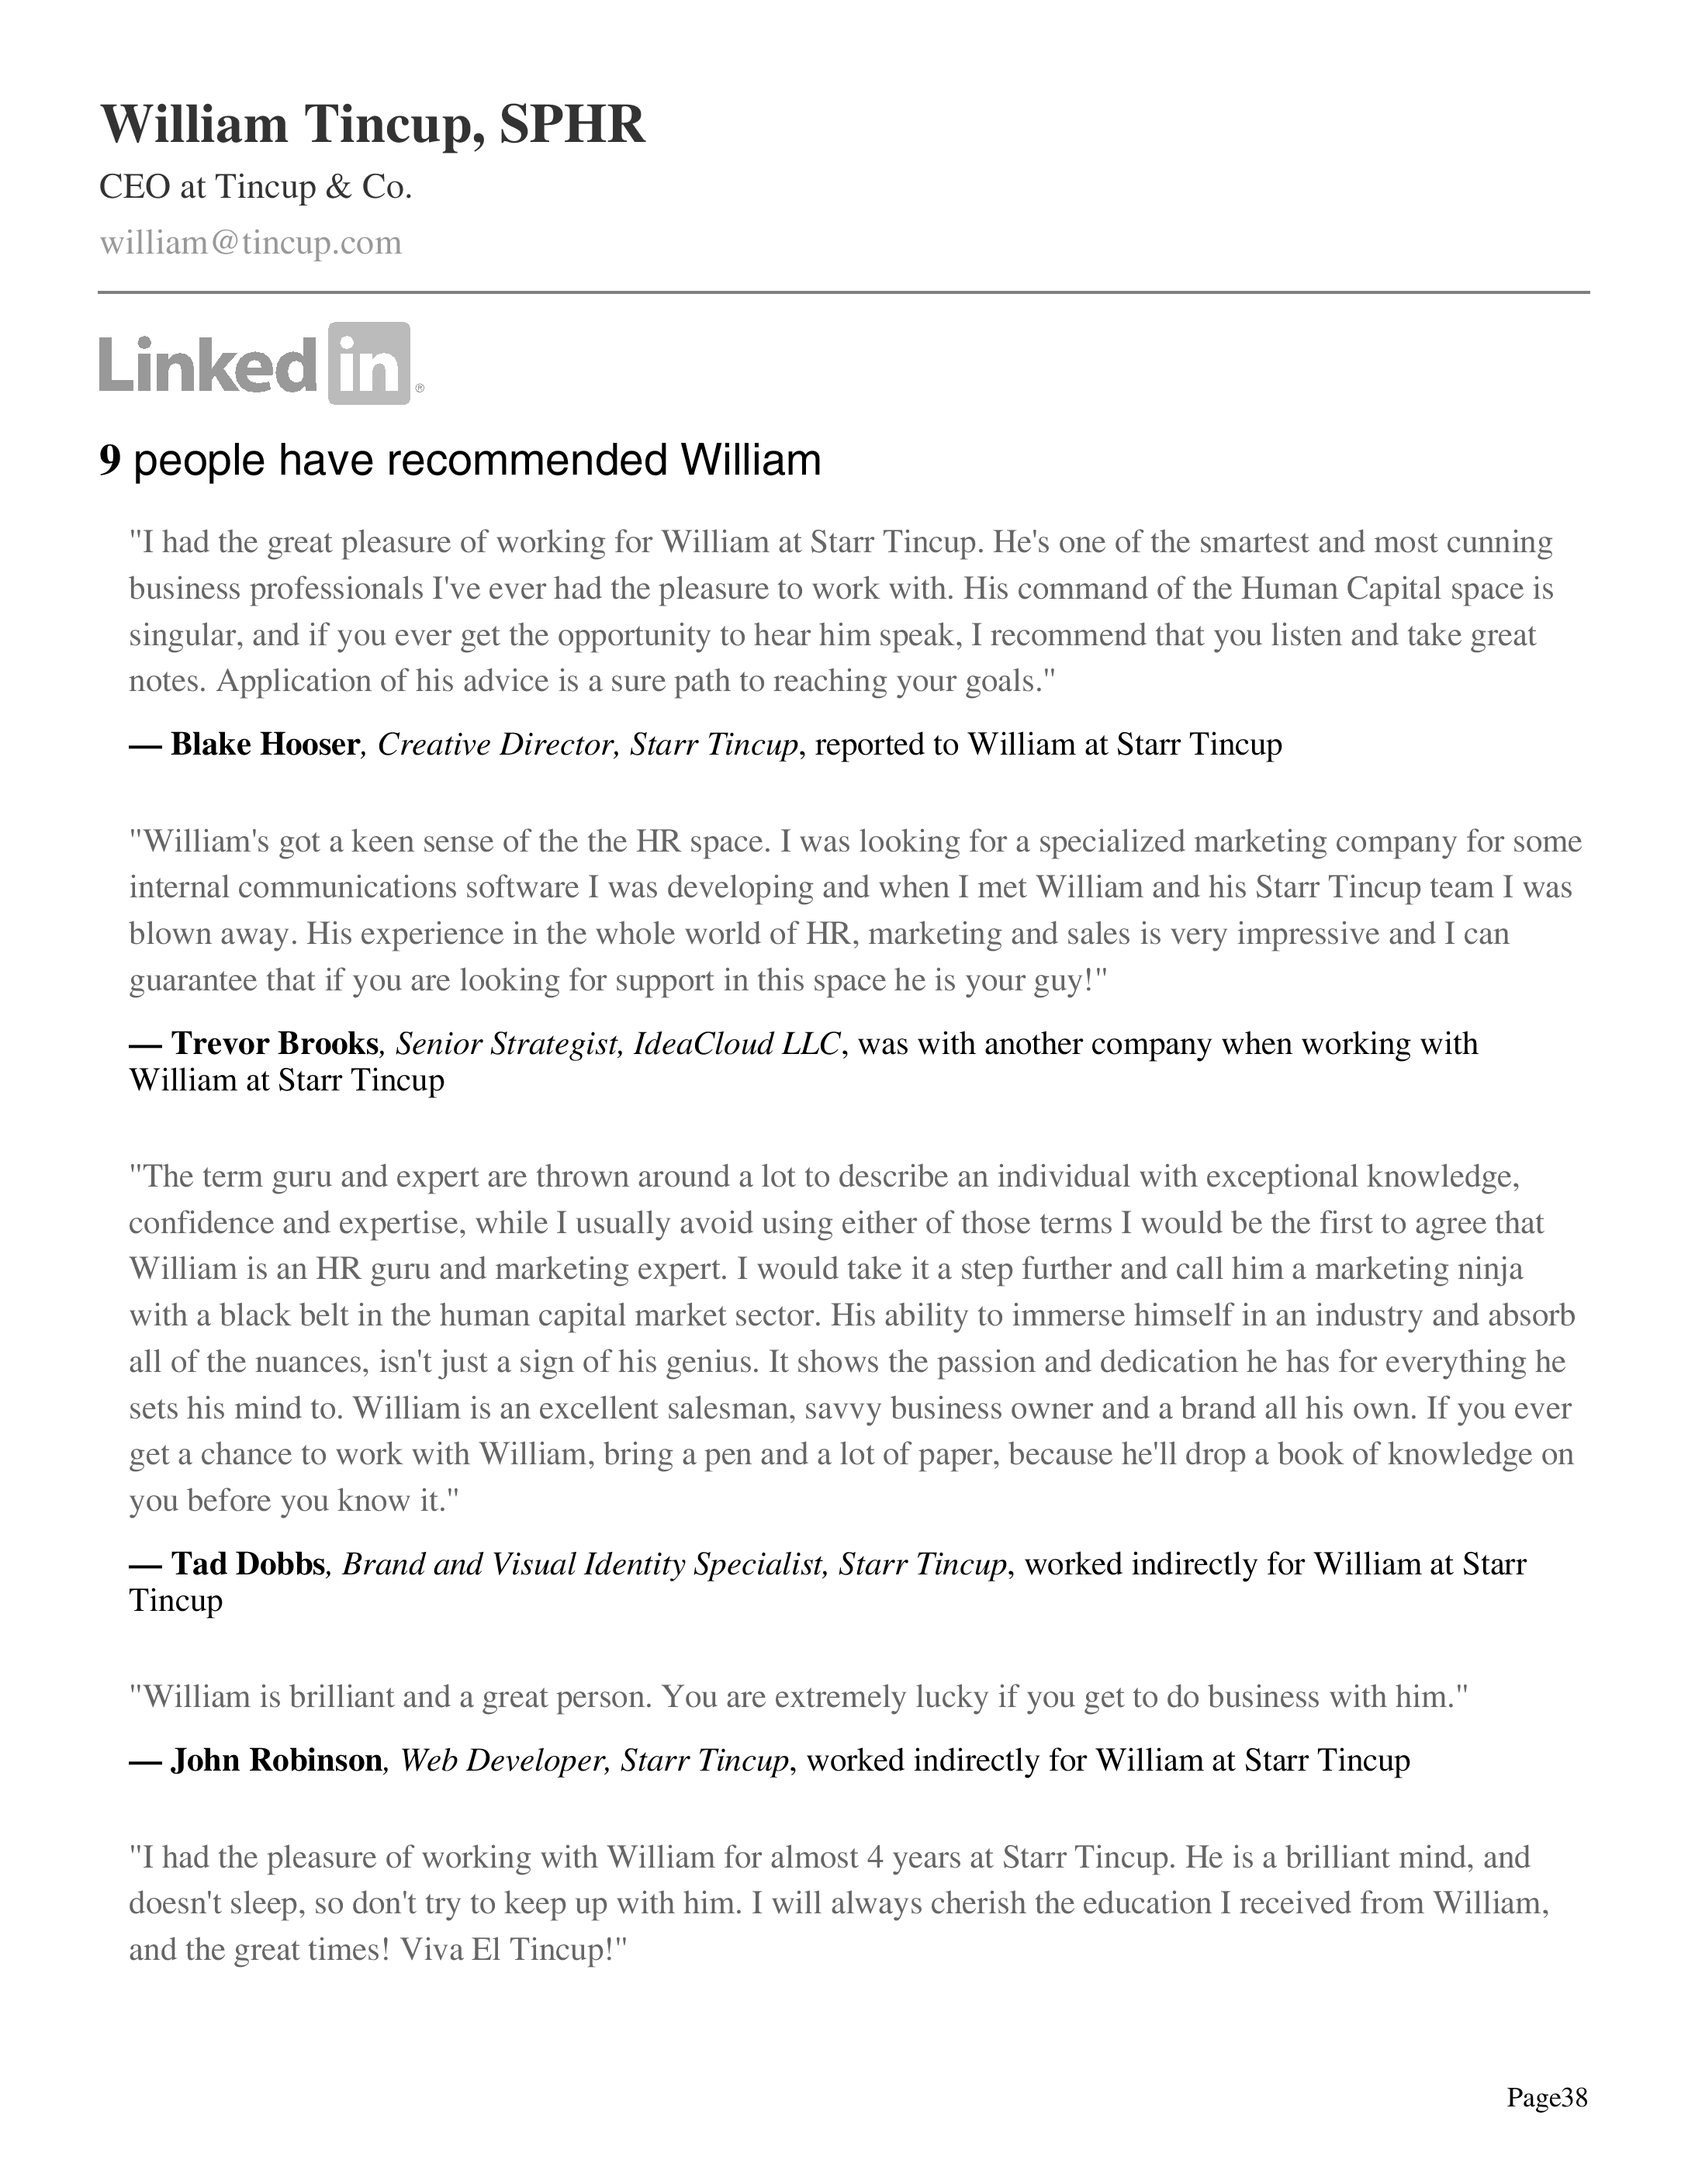 William Tincup, SPHR
CEO at Tincup & Co.
william@tincup.com
Linked in ®
9 people have recommended William
"I had the great pleasure of working for William at Starr Tincup. He's one of the smartest and most cunning
business professionals I've ever had the pleasure to work with. His command of the Human Capital space is
singular, and if you ever get the opportunity to hear him speak, I recommend that you listen and take great
notes. Application of his advice is a sure path to reaching your goals."
— Blake Hooser, Creative Director, Starr Tincup, reported to William at Starr Tincup
"William's got a keen sense of the the HR space. I was looking for a specialized marketing company for some
internal communications software I was developing and when I met William and his Starr Tincup team I was
blown away. His experience in the whole world of HR, marketing and sales is very impressive and I can
guarantee that if you are looking for support in this space he is your guy!"
— Trevor Brooks, Senior Strategist, IdeaCloud LLC, was with another company when working with
William at Starr Tincup
"The term guru and expert are thrown around a lot to describe an individual with exceptional knowledge,
confidence and expertise, while I usually avoid using either of those terms I would be the first to agree that
William is an HR guru and marketing expert. I would take it a step further and call him a marketing ninja
with a black belt in the human capital market sector. His ability to immerse himself in an industry and absorb
all of the nuances, isn't just a sign of his genius. It shows the passion and dedication he has for everything he
sets his mind to. William is an excellent salesman, savvy business owner and a brand all his own. If you ever
get a chance to work with William, bring a pen and a lot of paper, because he'll drop a book of knowledge on
you before you know it."
— Tad Dobbs, Brand and Visual Identity Specialist, Starr Tincup, worked indirectly for William at Starr
Tincup
"William is brilliant and a great person. You are extremely lucky if you get to do business with him."
— John Robinson, Web Developer, Starr Tincup, worked indirectly for William at Starr Tincup
"I had the pleasure of working with William for almost 4 years at Starr Tincup. He is a brilliant mind, and
doesn't sleep, so don't try to keep up with him. I will always cherish the education I received from William,
and the great times! Viva El Tincup!"
Page38